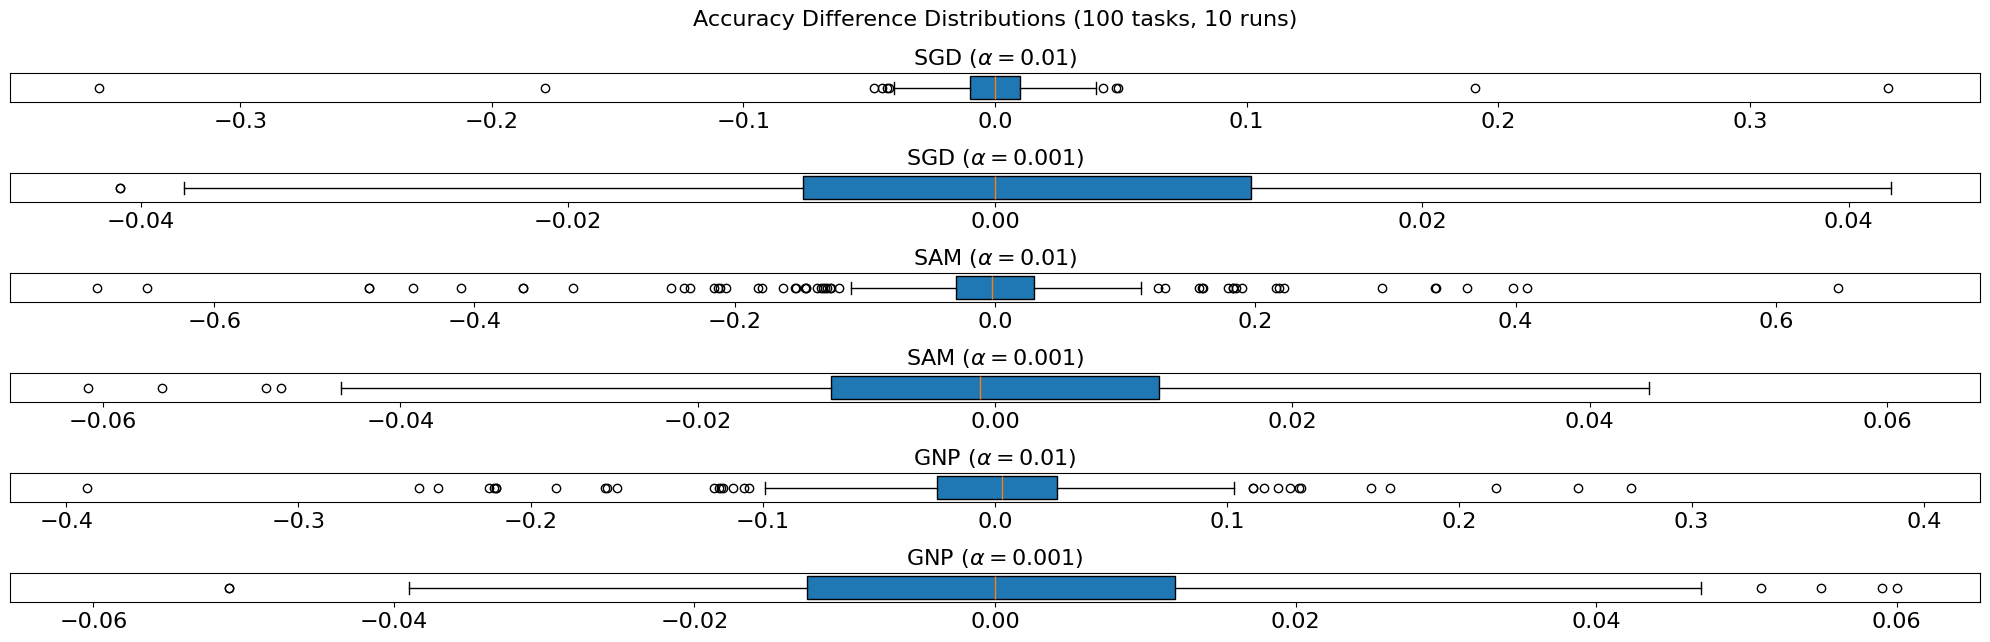 Accuracy Difference Distributions (100 tasks, 10 runs)
SGD (α = 0.01)
−0.3 −0.2 −0.1 0.0 0.1 0.2 0.3
SGD (α = 0.001)
−0.04 −0.02 0.00 0.02 0.04
SAM (α = 0.01)
−0.6 −0.4 −0.2 0.0 0.2 0.4 0.6
SAM (α = 0.001)
−0.06 −0.04 −0.02 0.00 0.02 0.04 0.06
GNP (α = 0.01)
−0.4 −0.3 −0.2 −0.1 0.0 0.1 0.2 0.3 0.4
GNP (α = 0.001)
−0.06 −0.04 −0.02 0.00 0.02 0.04 0.06